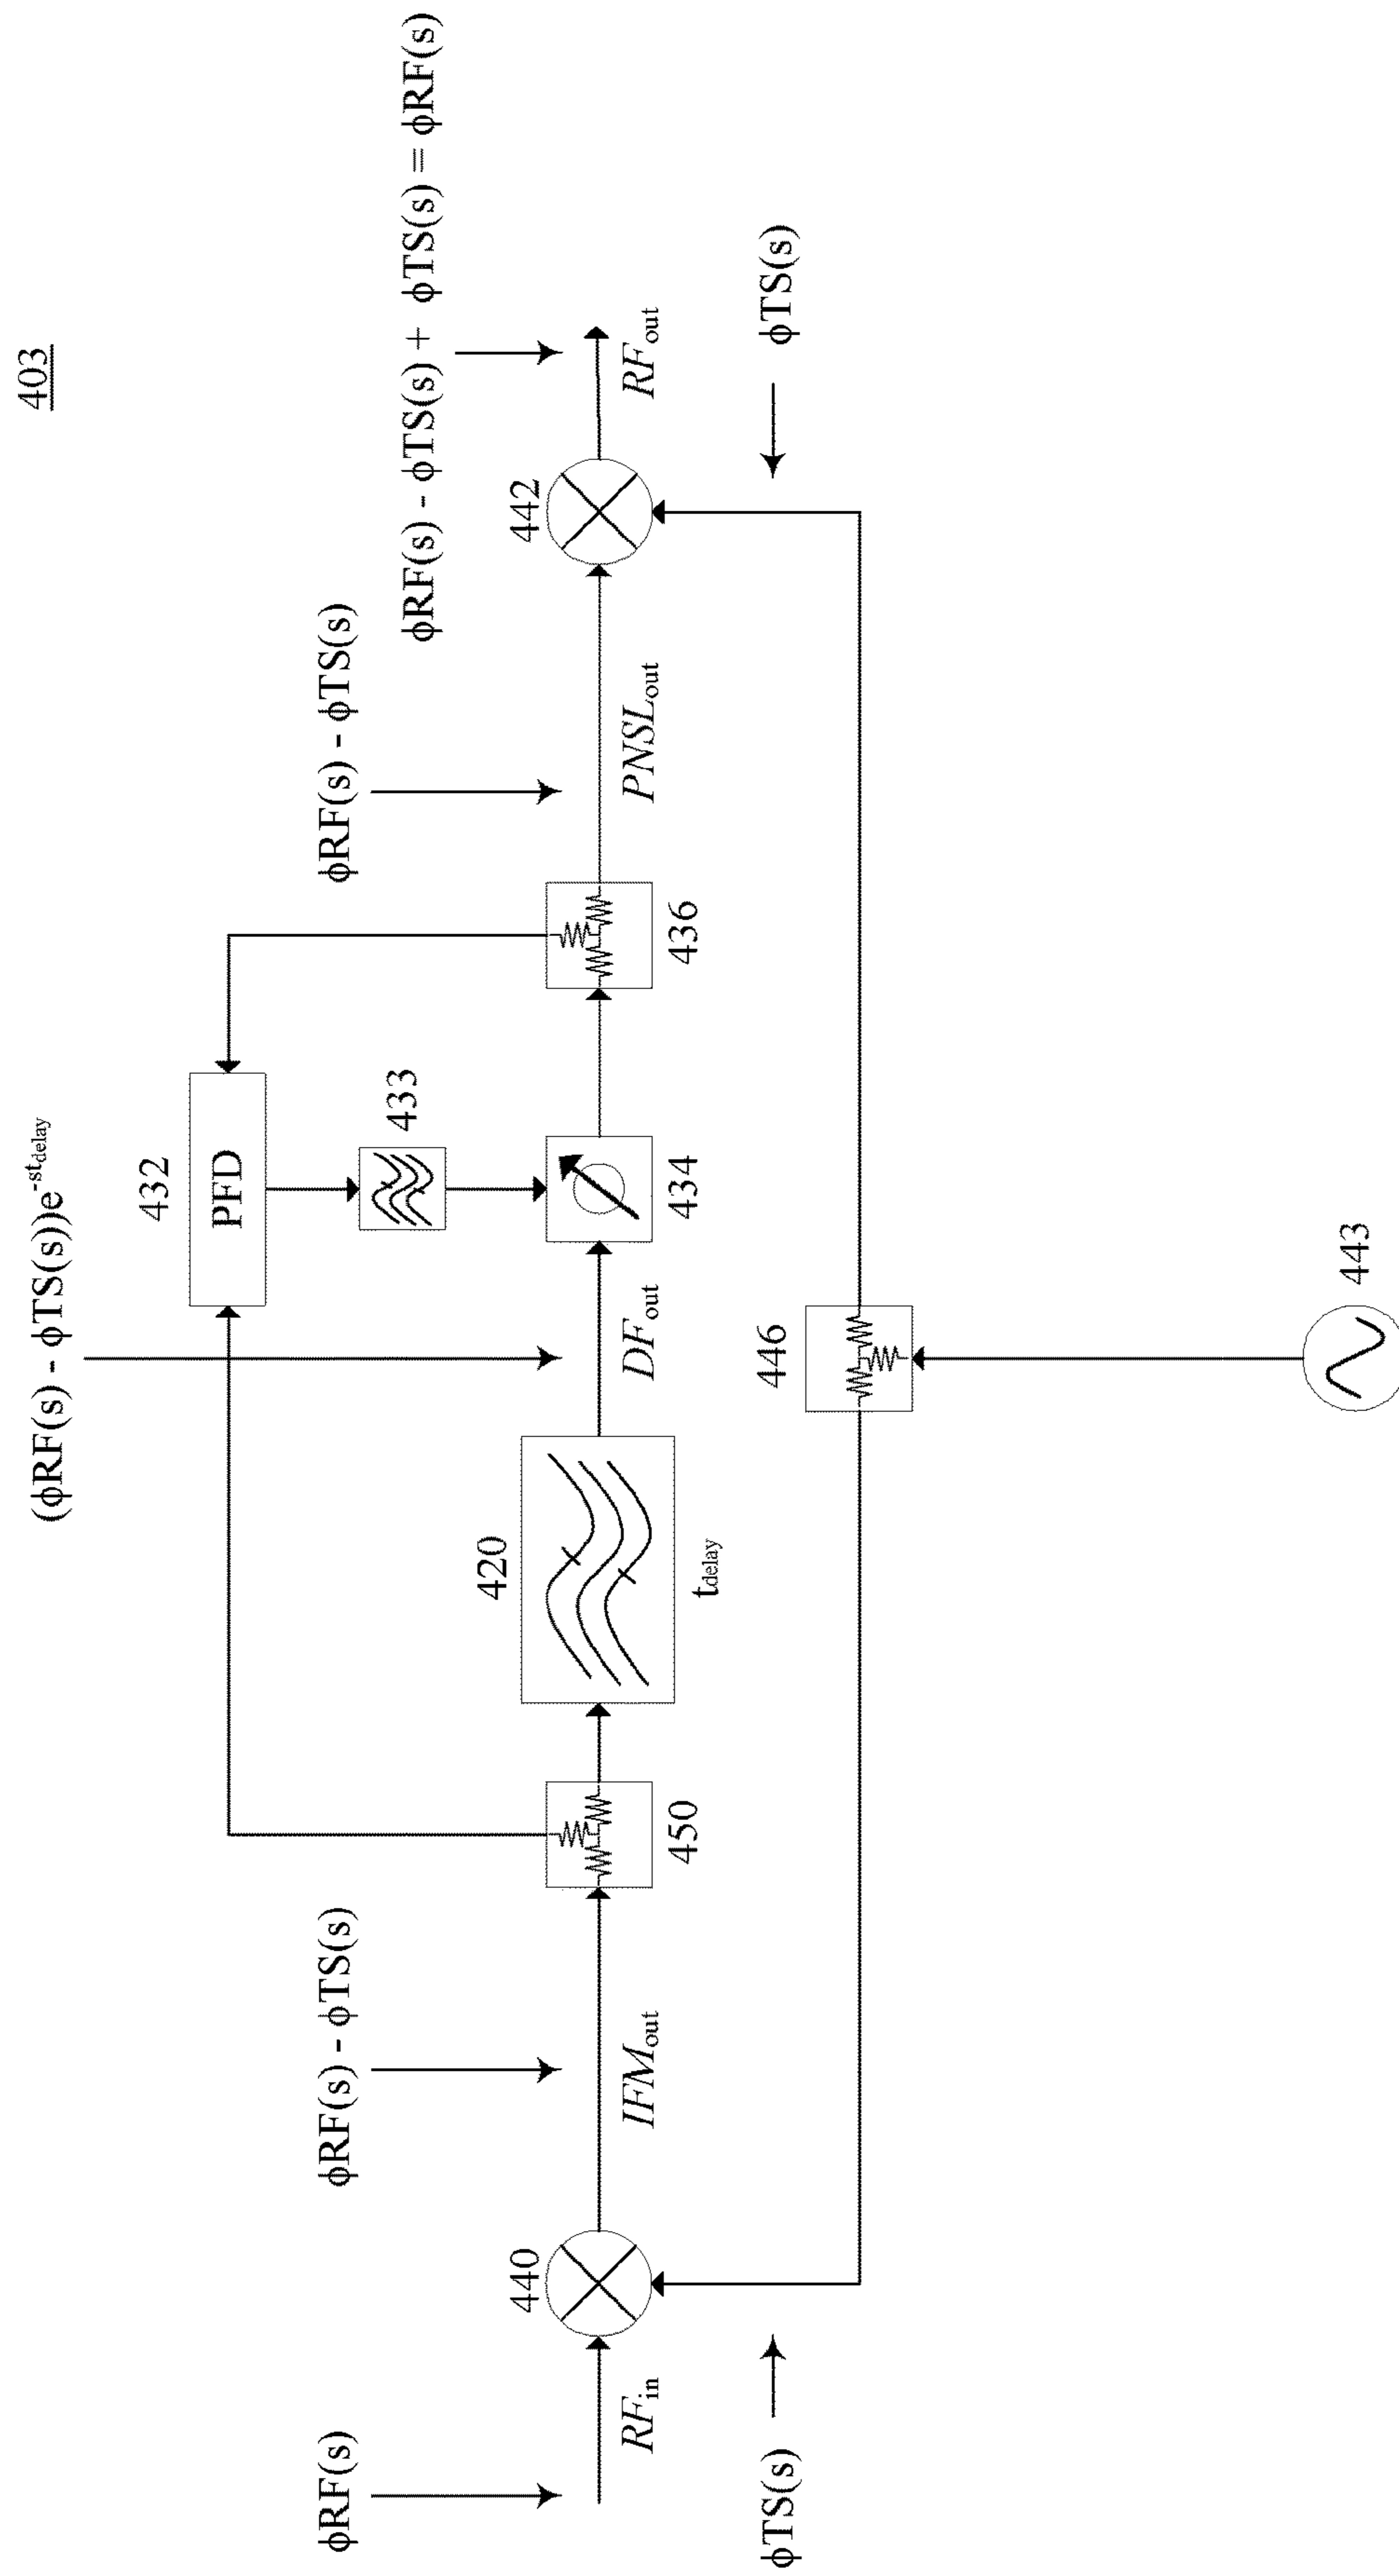 403
(ϕRF(s) - ϕTS(s))e^-st_delay
ϕRF(s) - ϕTS(s) + ϕTS(s) = ϕRF(s)
432
PFD
433
ϕRF(s)
ϕRF(s) - ϕTS(s)
ϕRF(s) - ϕTS(s)
440
420
442
RF_in
IFM_out
450
t_delay
DF_out
434
436
PNSL_out
RF_out
ϕTS(s)
446
ϕTS(s)
443